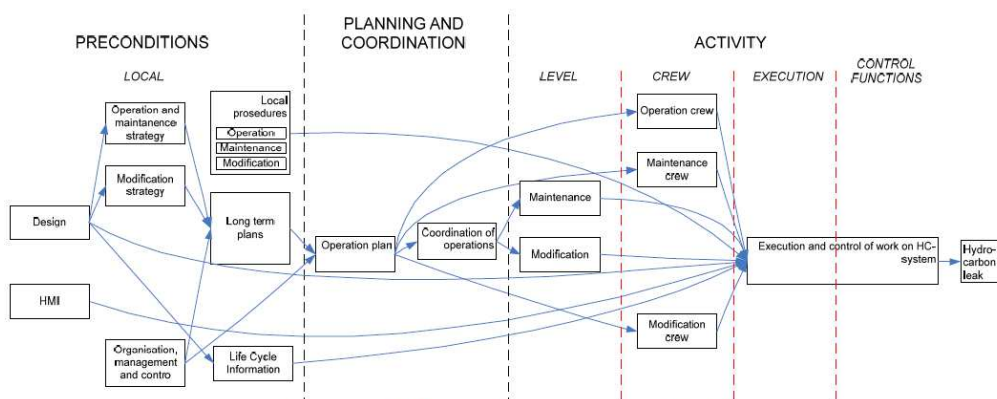 PRECONDITIONS
PLANNING AND
COORDINATION
ACTIVITY
LOCAL
LEVEL
CREW
EXECUTION
CONTROL
FUNCTIONS
Operation and
maintanence
strategy
Local
prosedures
Operation
Maintenance
Modification
Modification
strategy
Design
Long term
plans
HMI
Organisation,
management
and contro
Life Cycle
Information
Operation plan
Coordination of
operations
Maintenance
Modification
Operation crew
Maintenance
crew
Modification
crew
Execution and control of work on HC-
system
Hydro-
carbon
leak